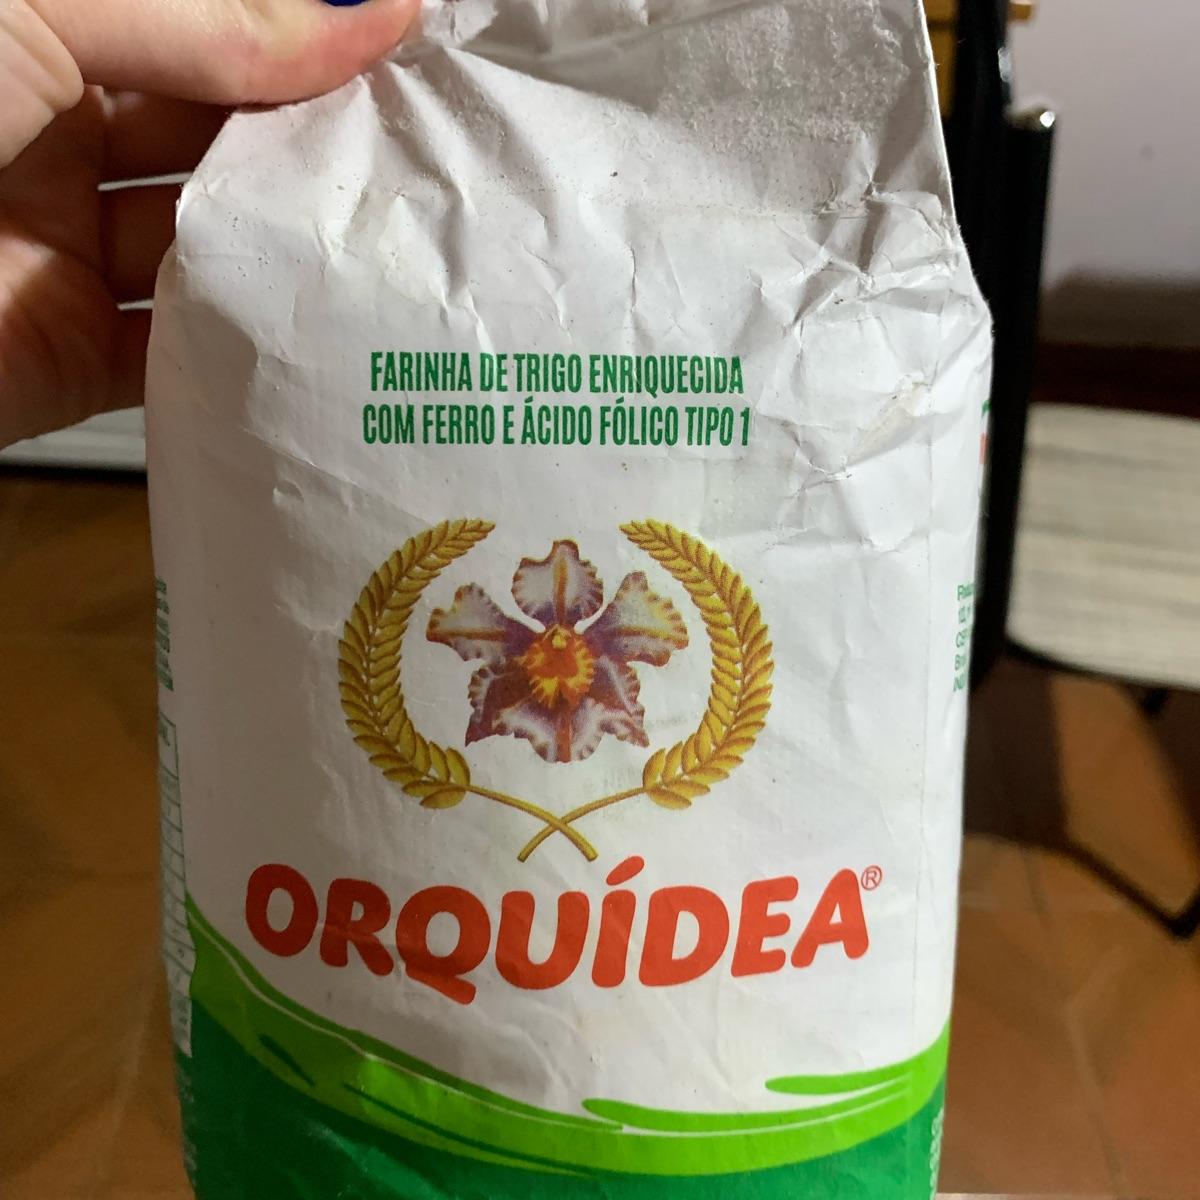 FARINHA DE TRIGO ENRIQUECIDA
COM FERRO E ÁCIDO FÓLICO TIPO 1
ORQUÍDEA®